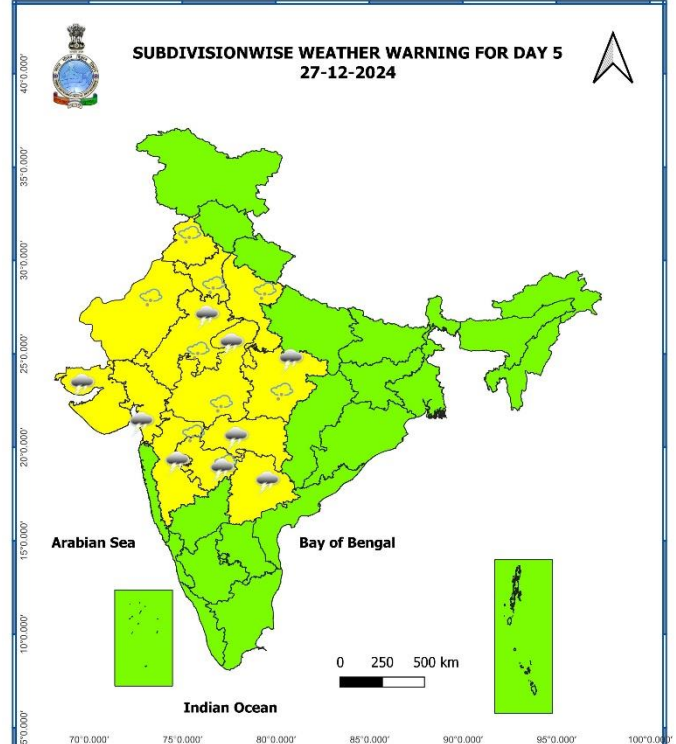 SUBDIVISIONWISE WEATHER WARNING FOR DAY 5
27-12-2024
40°0.000'
35°0.000'
30°0.000'
25°0.000'
20°0.000'
15°0.000'
10°0.000'
5°0.000'
Arabian Sea
Bay of Bengal
0 250 500 km
Indian Ocean
70°0.000' 75°0.000' 80°0.000' 85°0.000' 90°0.000' 95°0.000' 100°0.000'